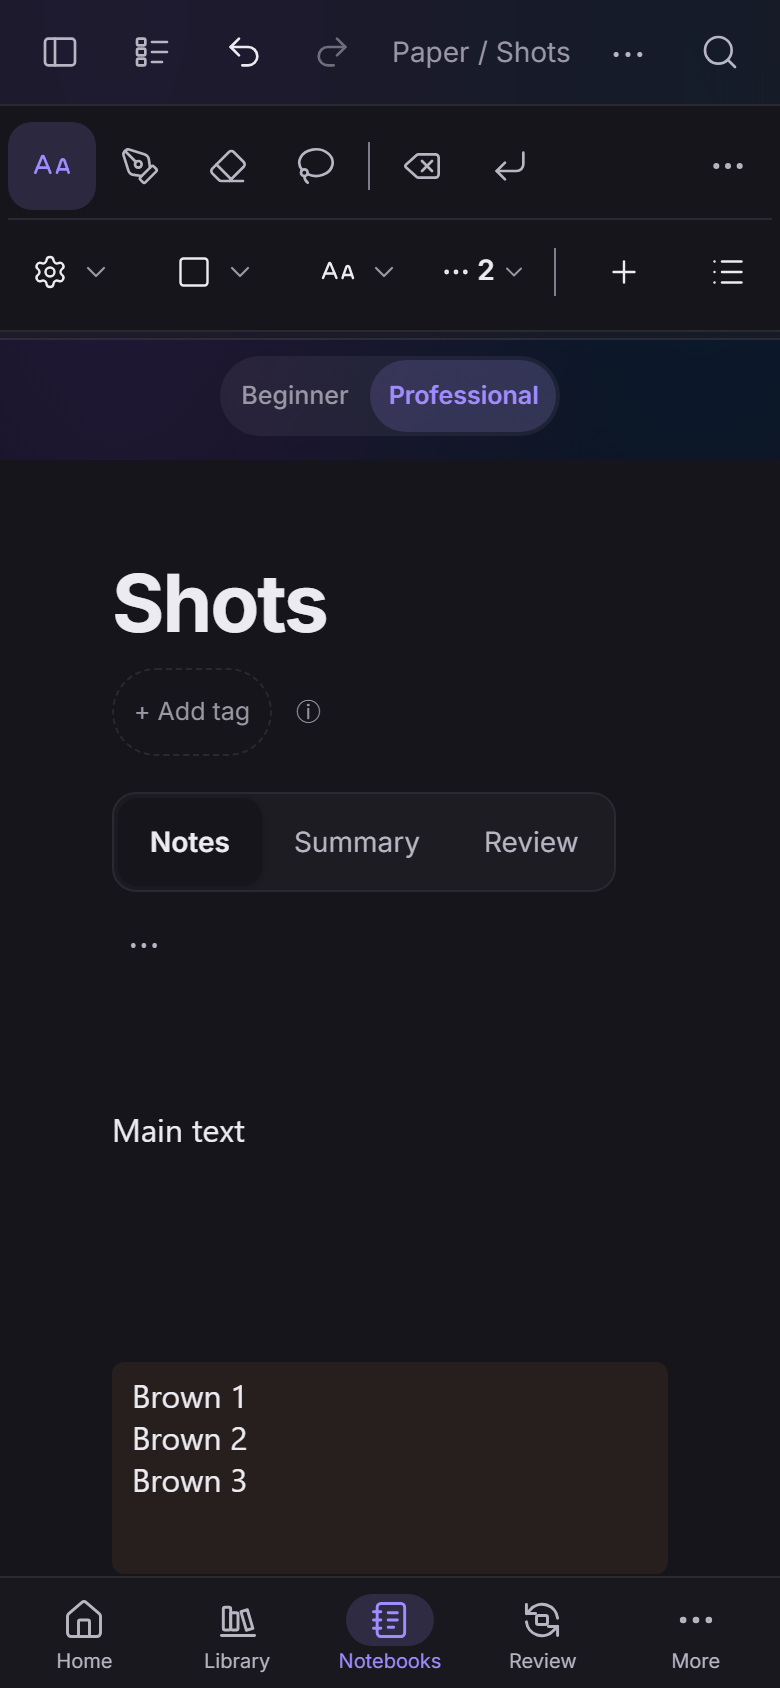 Paper / Shots
AA
AA
2
Beginner
Professional
Shots
+ Add tag
Notes
Summary
Review
Main text
Brown 1
Brown 2
Brown 3
Home
Library
Notebooks
Review
More